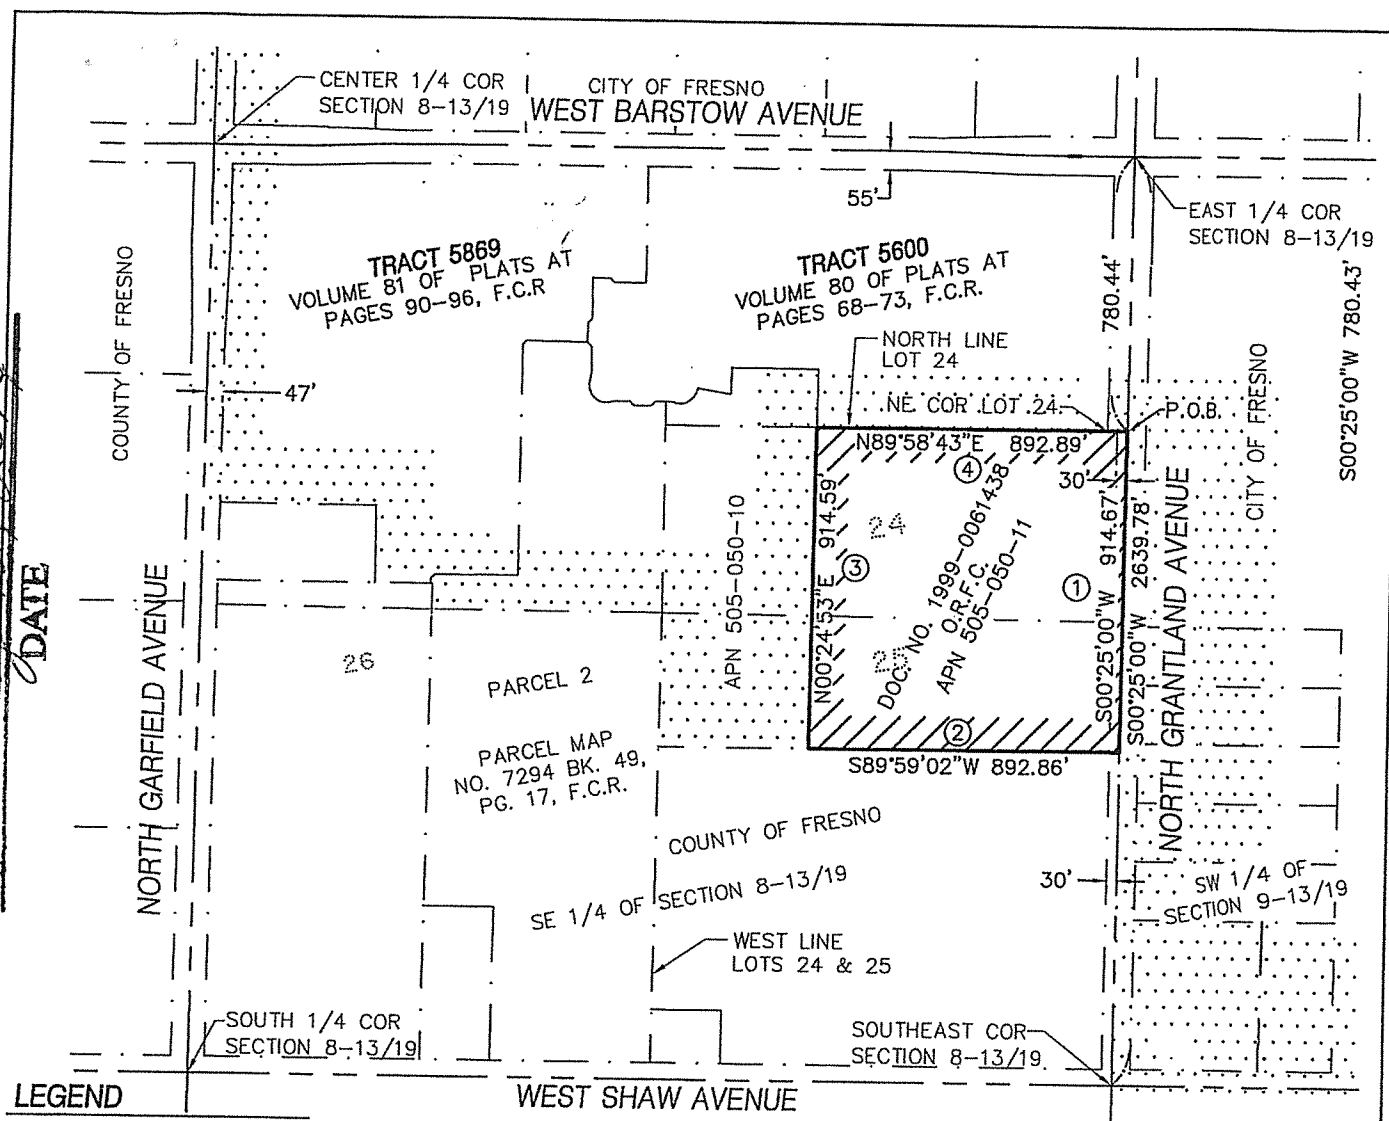 CENTER 1/4 COR
SECTION 8-13/19
CITY OF FRESNO
WEST BARSTOW AVENUE
55'
EAST 1/4 COR
SECTION 8-13/19
TRACT 5869
VOLUME 81 OF PLATS AT
PAGES 90-96, F.C.R
TRACT 5600
VOLUME 80 OF PLATS AT
PAGES 68-73, F.C.R.
780.44'
S00°25'00"W 780.43'
COUNTY OF FRESNO
47'
NORTH LINE
LOT 24
NE COR LOT 24
P.O.B.
CITY OF FRESNO
N89°58'43"E 892.89'
4
30'
N00°24'53"E 914.59'
3
24
25
DOC. NO. 1999-0061438
O.R.F.C.
APN 505-050-11
1
S00°25'00"W 914.67'
S00°25'00"W 2639.78'
NORTH GRANTLAND AVENUE
APN 505-050-10
2
S89°59'02"W 892.86'
DATE
NORTH GARFIELD AVENUE
26
PARCEL 2
PARCEL MAP
NO. 7294 BK. 49,
PG. 17, F.C.R.
COUNTY OF FRESNO
SE 1/4 OF SECTION 8-13/19
30'
SW 1/4 OF
SECTION 9-13/19
WEST LINE
LOTS 24 & 25
SOUTH 1/4 COR
SECTION 8-13/19
SOUTHEAST COR
SECTION 8-13/19
WEST SHAW AVENUE
LEGEND